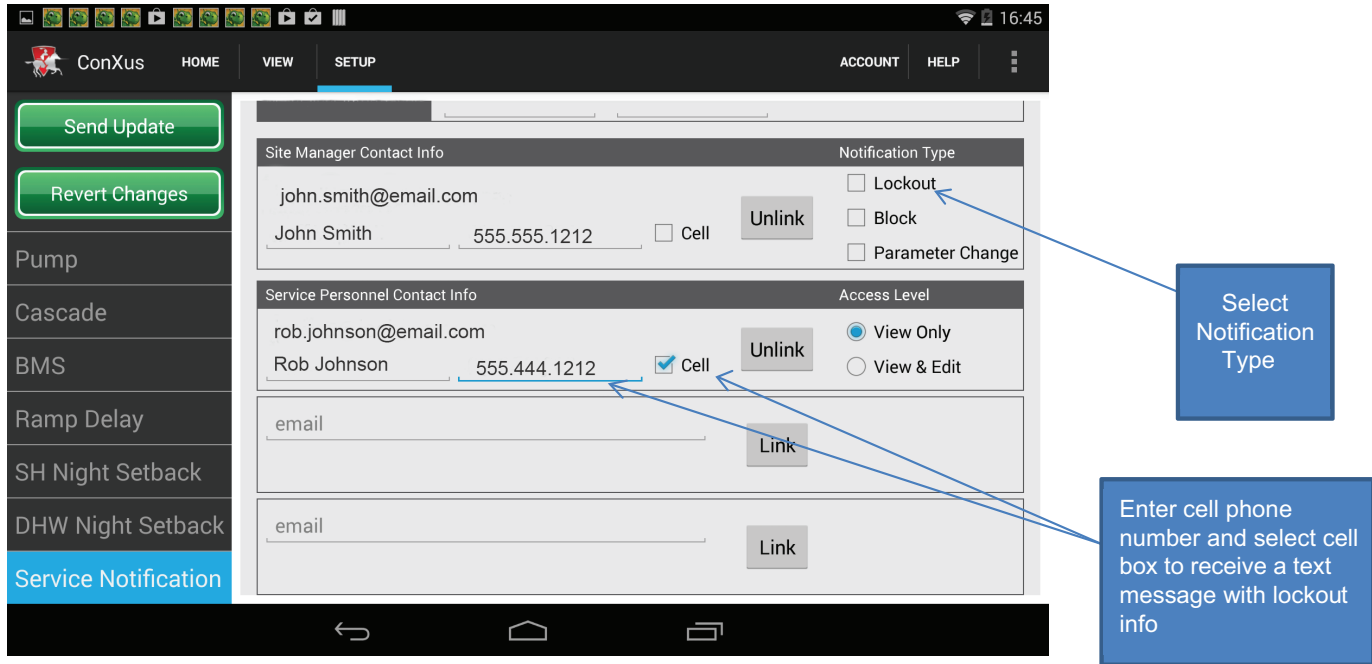 16:45
ConXus HOME VIEW SETUP ACCOUNT HELP
Send Update
Revert Changes
Pump
Cascade
BMS
Ramp Delay
SH Night Setback
DHW Night Setback
Service Notification
Site Manager Contact Info Notification Type
john.smith@email.com
John Smith 555.555.1212 Cell Unlink
Lockout
Block
Parameter Change
Service Personnel Contact Info Access Level
rob.johnson@email.com
Rob Johnson 555.444.1212 Cell Unlink
View Only
View & Edit
email
Link
email
Link
Select
Notification
Type
Enter cell phone
number and select cell
box to receive a text
message with lockout
info